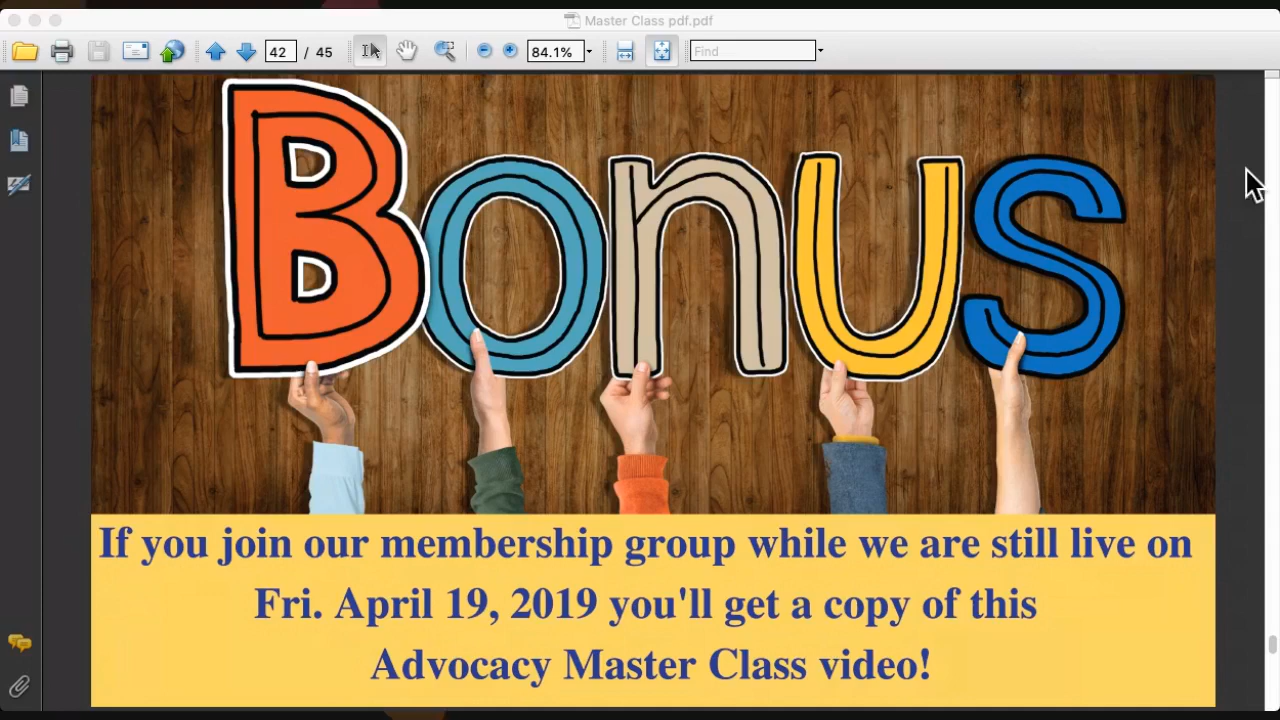 Master Class pdf.pdf
42 / 45
84.1%
Find
Bonus
If you join our membership group while we are still live on
Fri. April 19, 2019 you'll get a copy of this
Advocacy Master Class video!